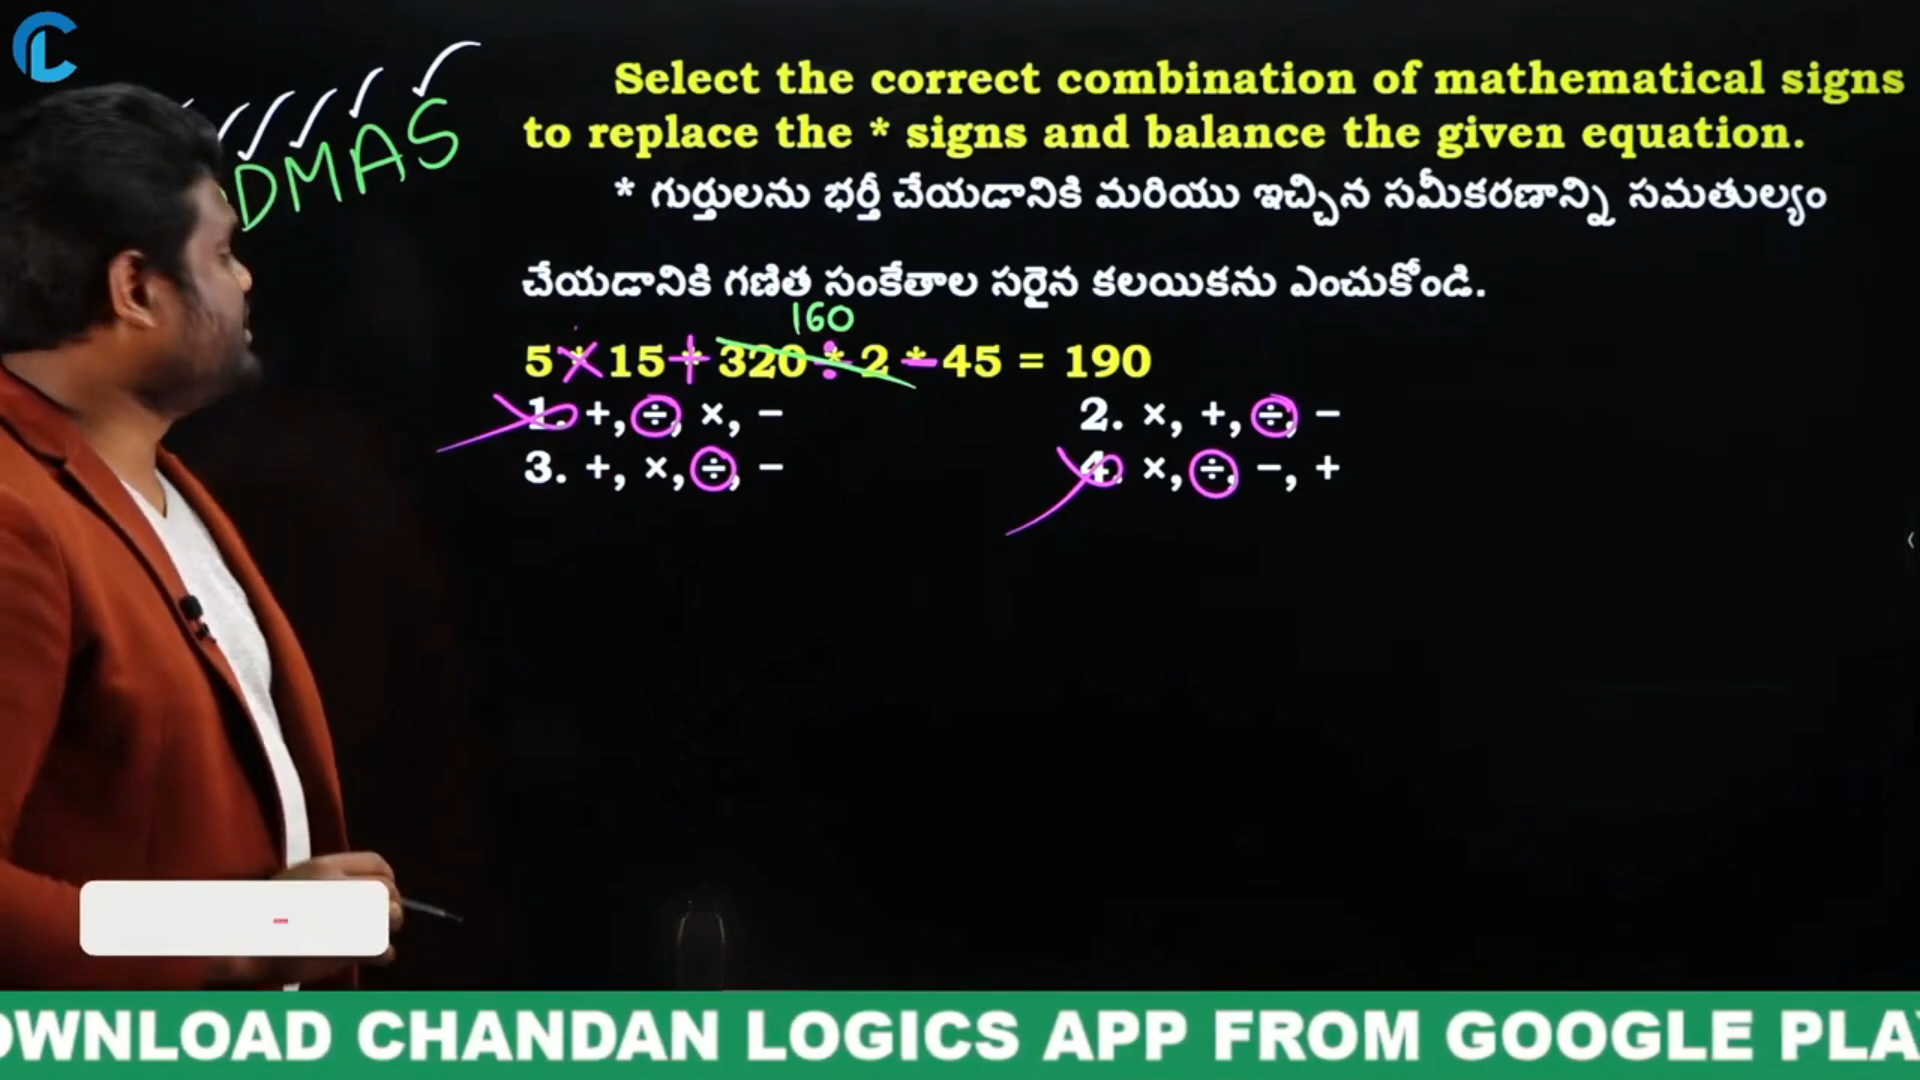 DMAS
Select the correct combination of mathematical signs
to replace the * signs and balance the given equation.
* గుర్తులను భర్తీ చేయడానికి మరియు ఇచ్చిన సమీకరణాన్ని సమతుల్యం
చేయడానికి గణిత సంకేతాల సరైన కలయికను ఎంచుకోండి.
160
5 * 15 * 320 * 2 * 45 = 190
1. +, ÷, ×, −
2. ×, +, ÷, −
3. +, ×, ÷, −
4. ×, ÷, −, +
OWNLOAD CHANDAN LOGICS APP FROM GOOGLE PLA